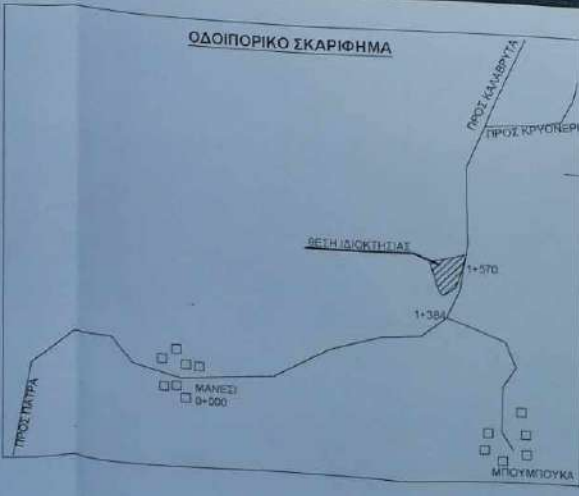 ΟΔΟΙΠΟΡΙΚΟ ΣΚΑΡΙΦΗΜΑ
ΠΡΟΣ ΚΑΛΑΒΡΥΤΑ
ΠΡΟΣ ΚΡΥΟΝΕΡΙ
ΘΕΣΗ ΙΔΙΟΚΤΗΣΙΑΣ
1+570
1+384
ΜΑΝΕΣΙ
0+000
ΠΡΟΣ ΠΑΤΡΑ
ΜΠΟΥΜΠΟΥΚΑ